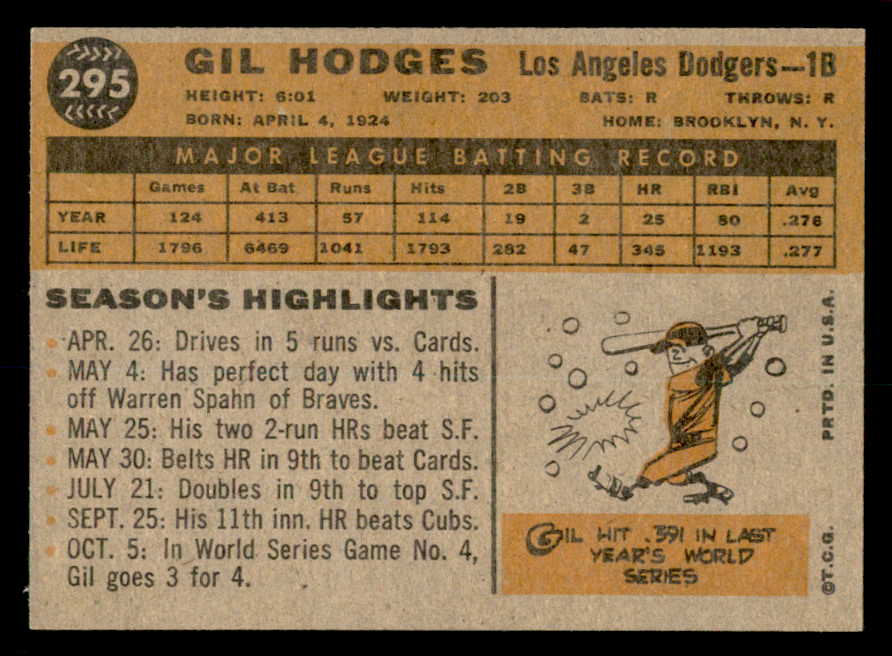 295
GIL HODGES Los Angeles Dodgers—1B
HEIGHT: 6:01 WEIGHT: 203 BATS: R THROWS: R
BORN: APRIL 4, 1924 HOME: BROOKLYN, N. Y.
MAJOR LEAGUE BATTING RECORD
Games At Bat Runs Hits 2B 3B HR RBI Avg
YEAR 124 413 57 114 19 2 25 80 .276
LIFE 1796 6469 1041 1793 282 47 345 1193 .277
SEASON'S HIGHLIGHTS
• APR. 26: Drives in 5 runs vs. Cards.
• MAY 4: Has perfect day with 4 hits
off Warren Spahn of Braves.
• MAY 25: His two 2-run HRs beat S.F.
• MAY 30: Belts HR in 9th to beat Cards.
• JULY 21: Doubles in 9th to top S.F.
• SEPT. 25: His 11th inn. HR beats Cubs.
• OCT. 5: In World Series Game No. 4,
Gil goes 3 for 4.
GIL HIT .391 IN LAST
YEAR'S WORLD
SERIES
©T.C.G. PRTD. IN U.S.A.